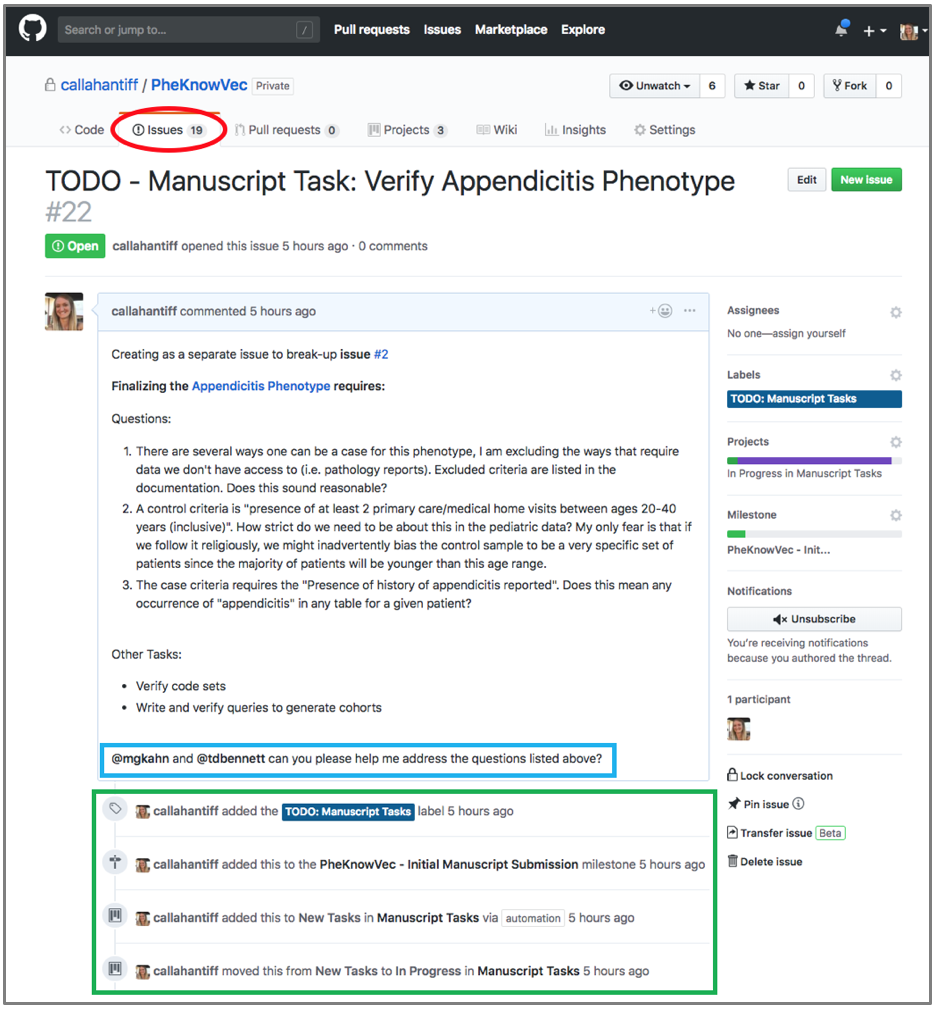 Search or jump to... /
Pull requests Issues Marketplace Explore
callahantiff / PheKnowVec Private
Unwatch 6 Star 0 Fork 0
Code Issues 19 Pull requests 0 Projects 3 Wiki Insights Settings
TODO - Manuscript Task: Verify Appendicitis Phenotype
#22
Edit New issue
Open callahantiff opened this issue 5 hours ago · 0 comments
callahantiff commented 5 hours ago
Creating as a separate issue to break-up issue #2
Finalizing the Appendicitis Phenotype requires:
Questions:
1. There are several ways one can be a case for this phenotype, I am excluding the ways that require
data we don't have access to (i.e. pathology reports). Excluded criteria are listed in the
documentation. Does this sound reasonable?
2. A control criteria is "presence of at least 2 primary care/medical home visits between ages 20-40
years (inclusive)". How strict do we need to be about this in the pediatric data? My only fear is that if
we follow it religiously, we might inadvertently bias the control sample to be a very specific set of
patients since the majority of patients will be younger than this age range.
3. The case criteria requires the "Presence of history of appendicitis reported". Does this mean any
occurrence of "appendicitis" in any table for a given patient?
Other Tasks:
• Verify code sets
• Write and verify queries to generate cohorts
@mgkahn and @tdbennett can you please help me address the questions listed above?
callahantiff added the TODO: Manuscript Tasks label 5 hours ago
callahantiff added this to the PheKnowVec - Initial Manuscript Submission milestone 5 hours ago
callahantiff added this to New Tasks in Manuscript Tasks via automation 5 hours ago
callahantiff moved this from New Tasks to In Progress in Manuscript Tasks 5 hours ago
Assignees
No one—assign yourself
Labels
TODO: Manuscript Tasks
Projects
In Progress in Manuscript Tasks
Milestone
PheKnowVec - Init...
Notifications
Unsubscribe
You're receiving notifications
because you authored the thread.
1 participant
Lock conversation
Pin issue
Transfer issue Beta
Delete issue